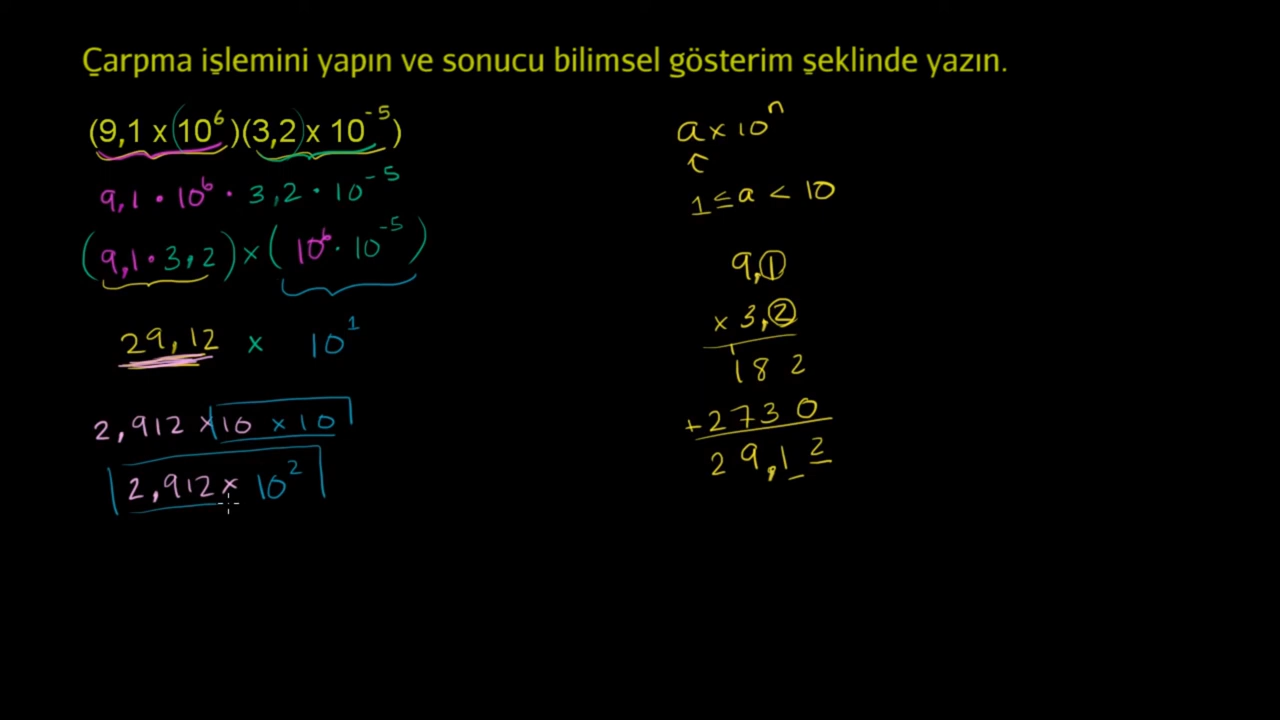 Çarpma işlemini yapın ve sonucu bilimsel gösterim şeklinde yazın.
(9,1 x 10⁶)(3,2 x 10⁻⁵)
9,1 · 10⁶ · 3,2 · 10⁻⁵
(9,1 · 3,2) × (10⁶ · 10⁻⁵)
29,12 × 10¹
2,912 × 10 × 10
2,912 × 10²
a × 10ⁿ
↑
1 ≤ a < 10
9,1
× 3,2
182
+ 2730
29,12